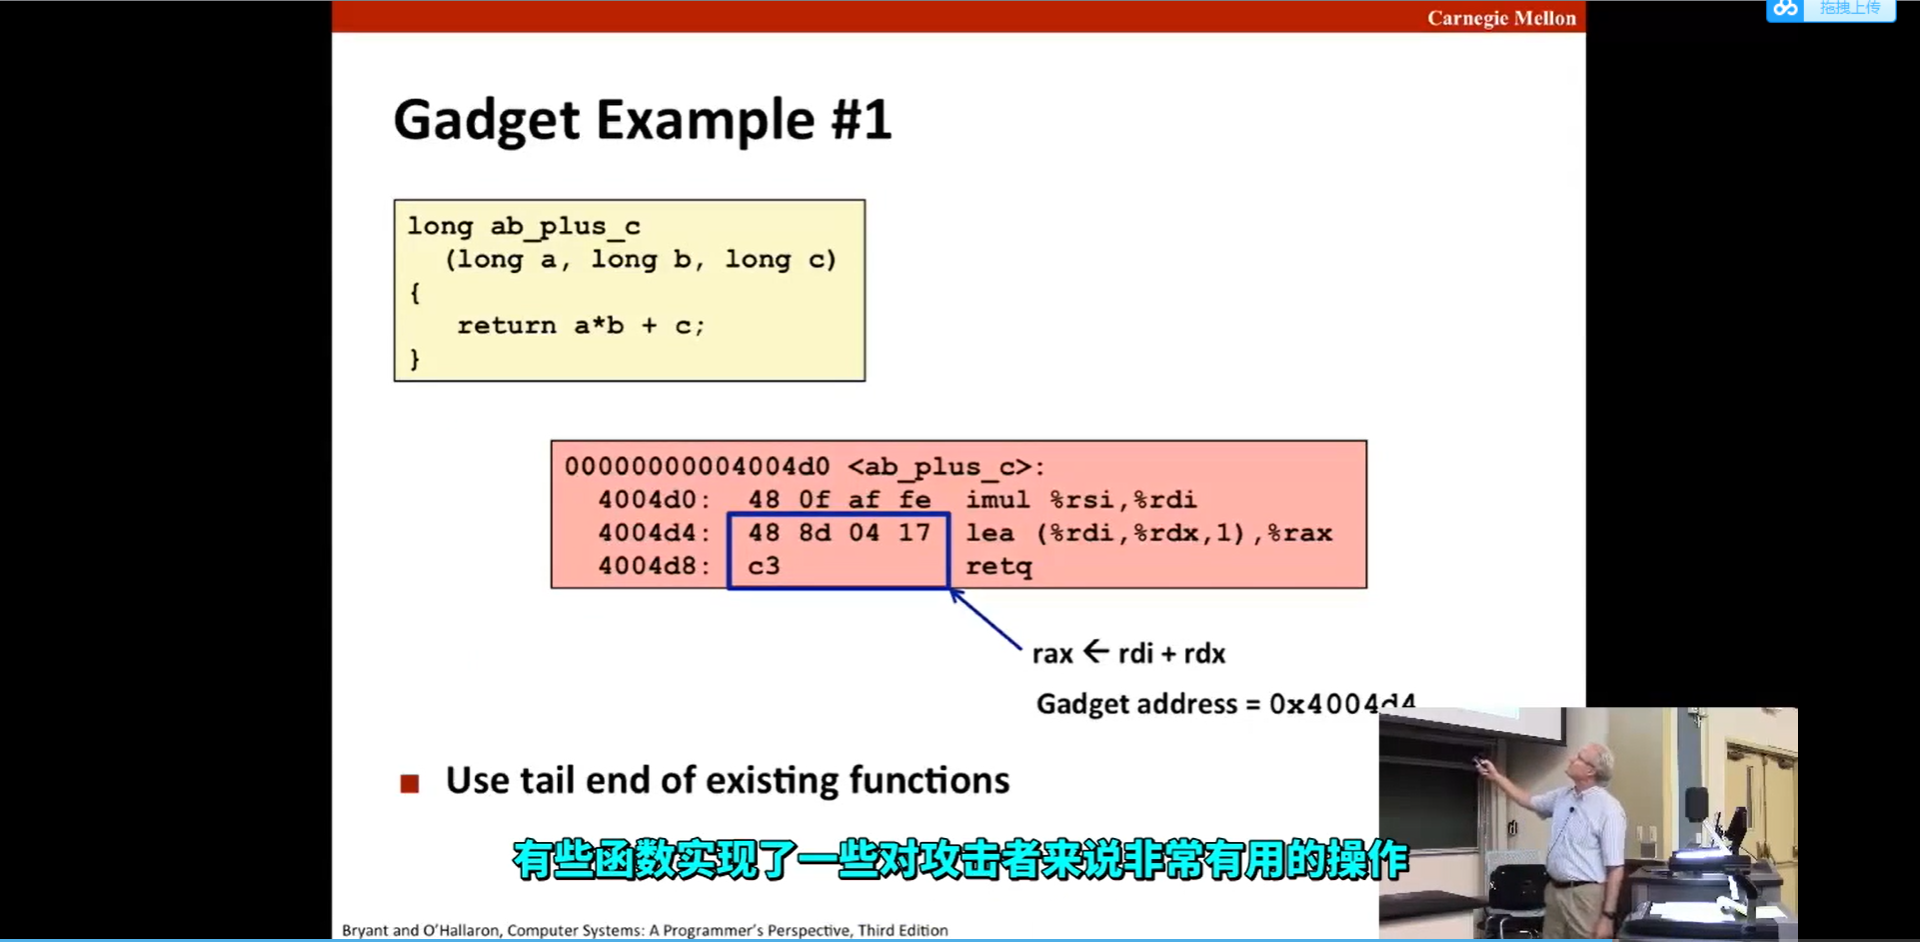 Carnegie Mellon
拖拽上传
Gadget Example #1
long ab_plus_c
(long a, long b, long c)
{
return a*b + c;
}
00000000004004d0 <ab_plus_c>:
4004d0: 48 0f af fe imul %rsi,%rdi
4004d4: 48 8d 04 17 lea (%rdi,%rdx,1),%rax
4004d8: c3 retq
rax ← rdi + rdx
Gadget address = 0x4004d4
■ Use tail end of existing functions
有些函数实现了一些对攻击者来说非常有用的操作
Bryant and O'Hallaron, Computer Systems: A Programmer's Perspective, Third Edition